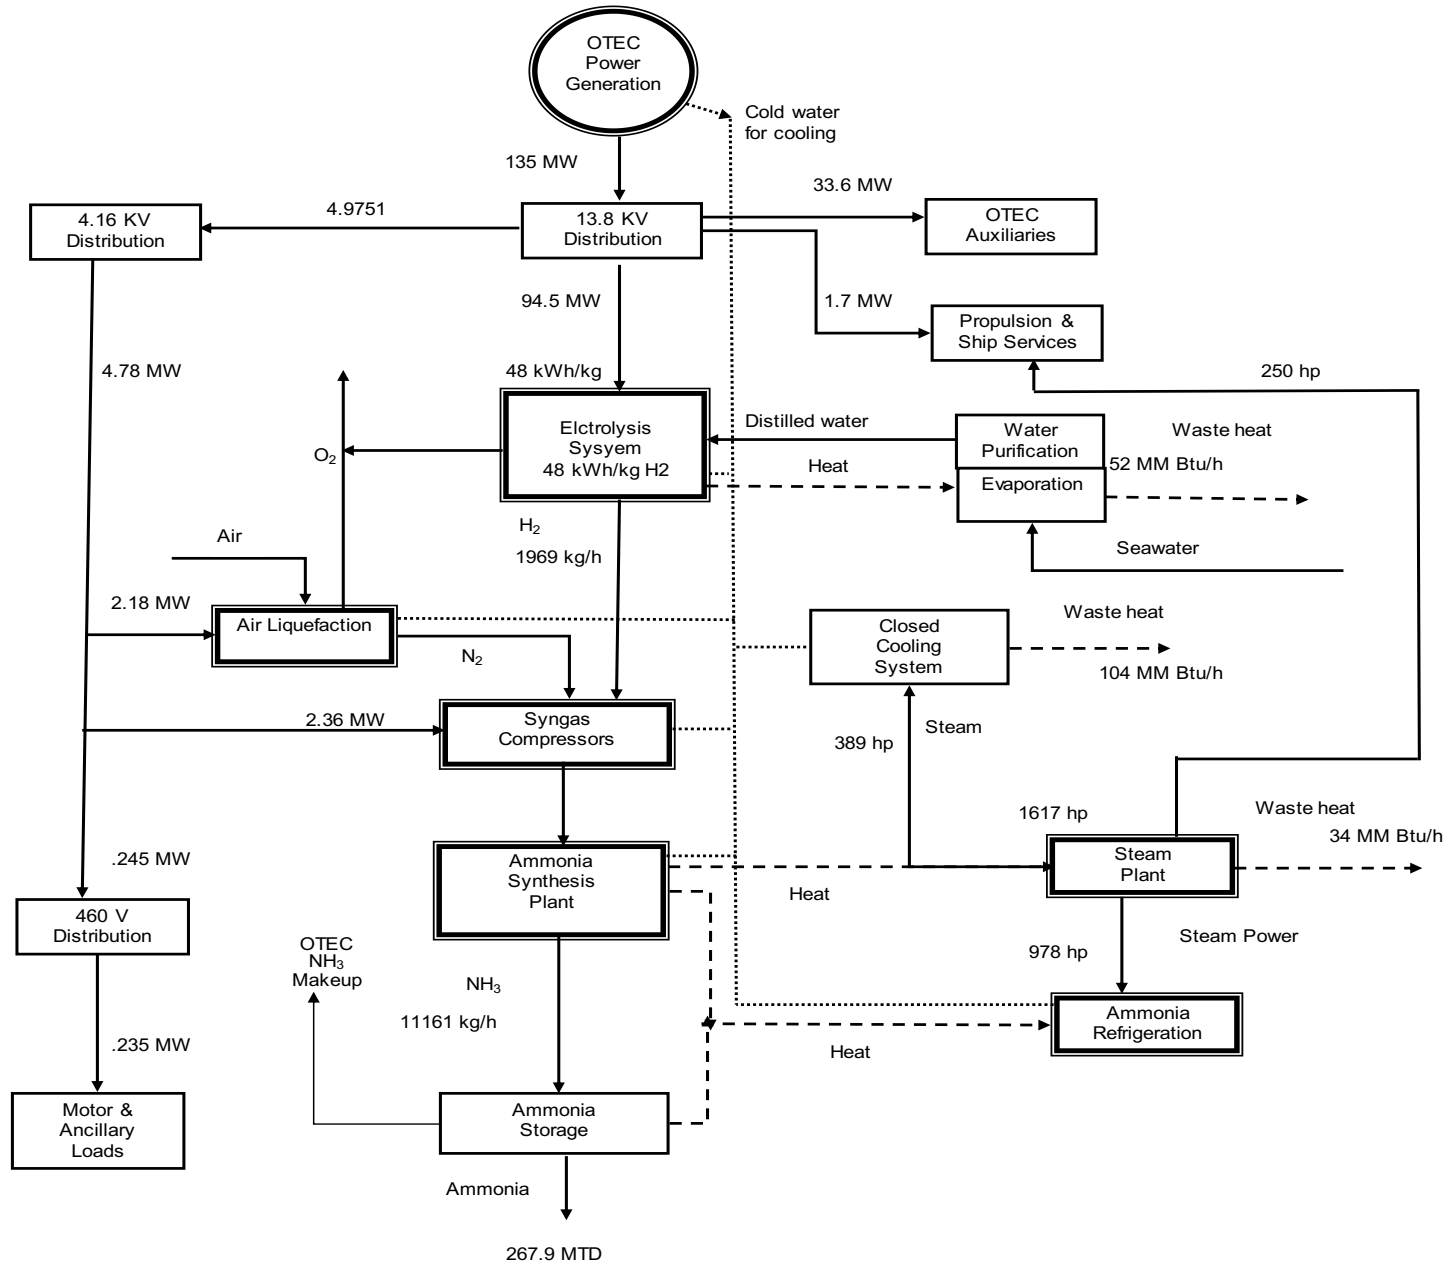 OTEC
Power
Generation
Cold water
for cooling
135 MW
33.6 MW
4.16 KV
Distribution
4.9751
13.8 KV
Distribution
OTEC
Auxiliaries
94.5 MW
1.7 MW
Propulsion &
Ship Services
4.78 MW
48 kWh/kg
250 hp
Elctrolysis
Sysyem
48 kWh/kg H2
Distilled water
Water
Purification
Waste heat
52 MM Btu/h
O2
Heat
Evaporation
H2
1969 kg/h
Air
Seawater
2.18 MW
Air Liquefaction
N2
Closed
Cooling
System
Waste heat
104 MM Btu/h
2.36 MW
Syngas
Compressors
389 hp
Steam
1617 hp
Waste heat
34 MM Btu/h
.245 MW
Ammonia
Synthesis
Plant
Heat
Steam
Plant
460 V
Distribution
OTEC
NH3
Makeup
978 hp
Steam Power
NH3
11161 kg/h
Ammonia
Refrigeration
.235 MW
Heat
Motor &
Ancillary
Loads
Ammonia
Storage
Ammonia
267.9 MTD